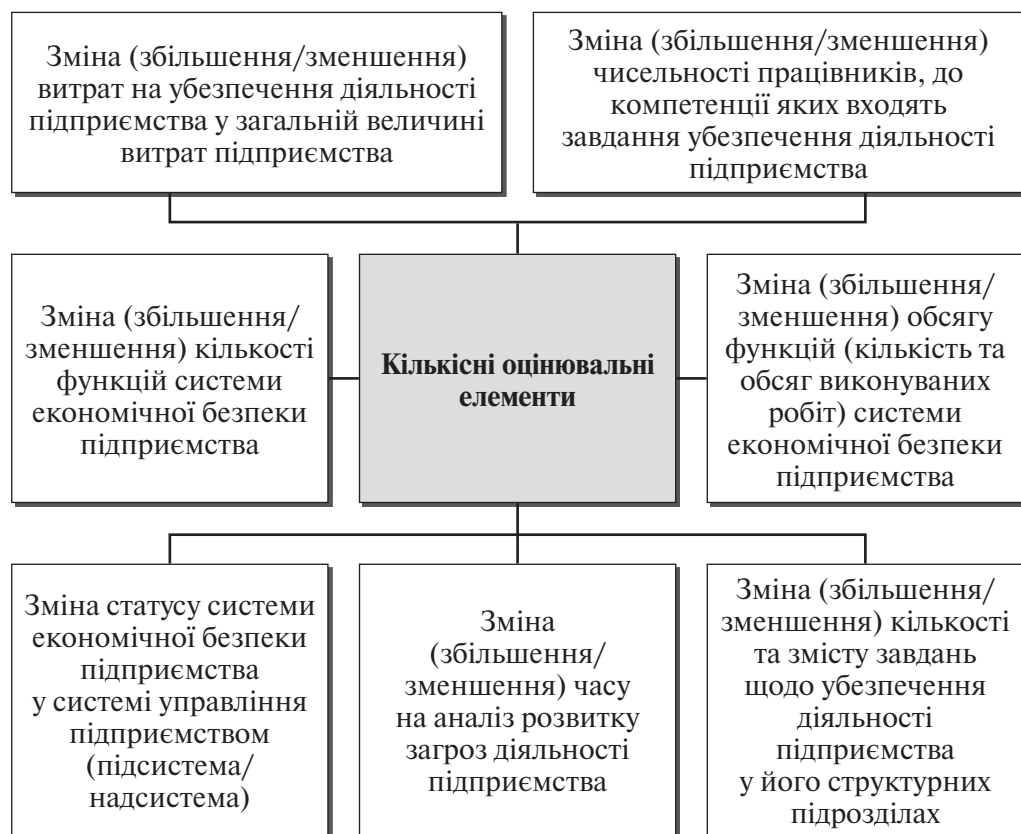 Зміна (збільшення/зменшення)
витрат на убезпечення діяльності
підприємства у загальній величині
витрат підприємства
Зміна (збільшення/зменшення)
чисельності працівників, до
компетенції яких входять
завдання убезпечення діяльності
підприємства
Зміна (збільшення/
зменшення) кількості
функцій системи
економічної безпеки
підприємства
Кількісні оцінювальні
елементи
Зміна (збільшення/
зменшення) обсягу
функцій (кількість та
обсяг виконуваних
робіт) системи
економічної безпеки
підприємства
Зміна статусу системи
економічної безпеки
підприємства
у системі управління
підприємством
(підсистема/
надсистема)
Зміна
(збільшення/
зменшення) часу
на аналіз розвитку
загроз діяльності
підприємства
Зміна (збільшення/
зменшення) кількості
та змісту завдань
щодо убезпечення
діяльності
підприємства
у його структурних
підрозділах